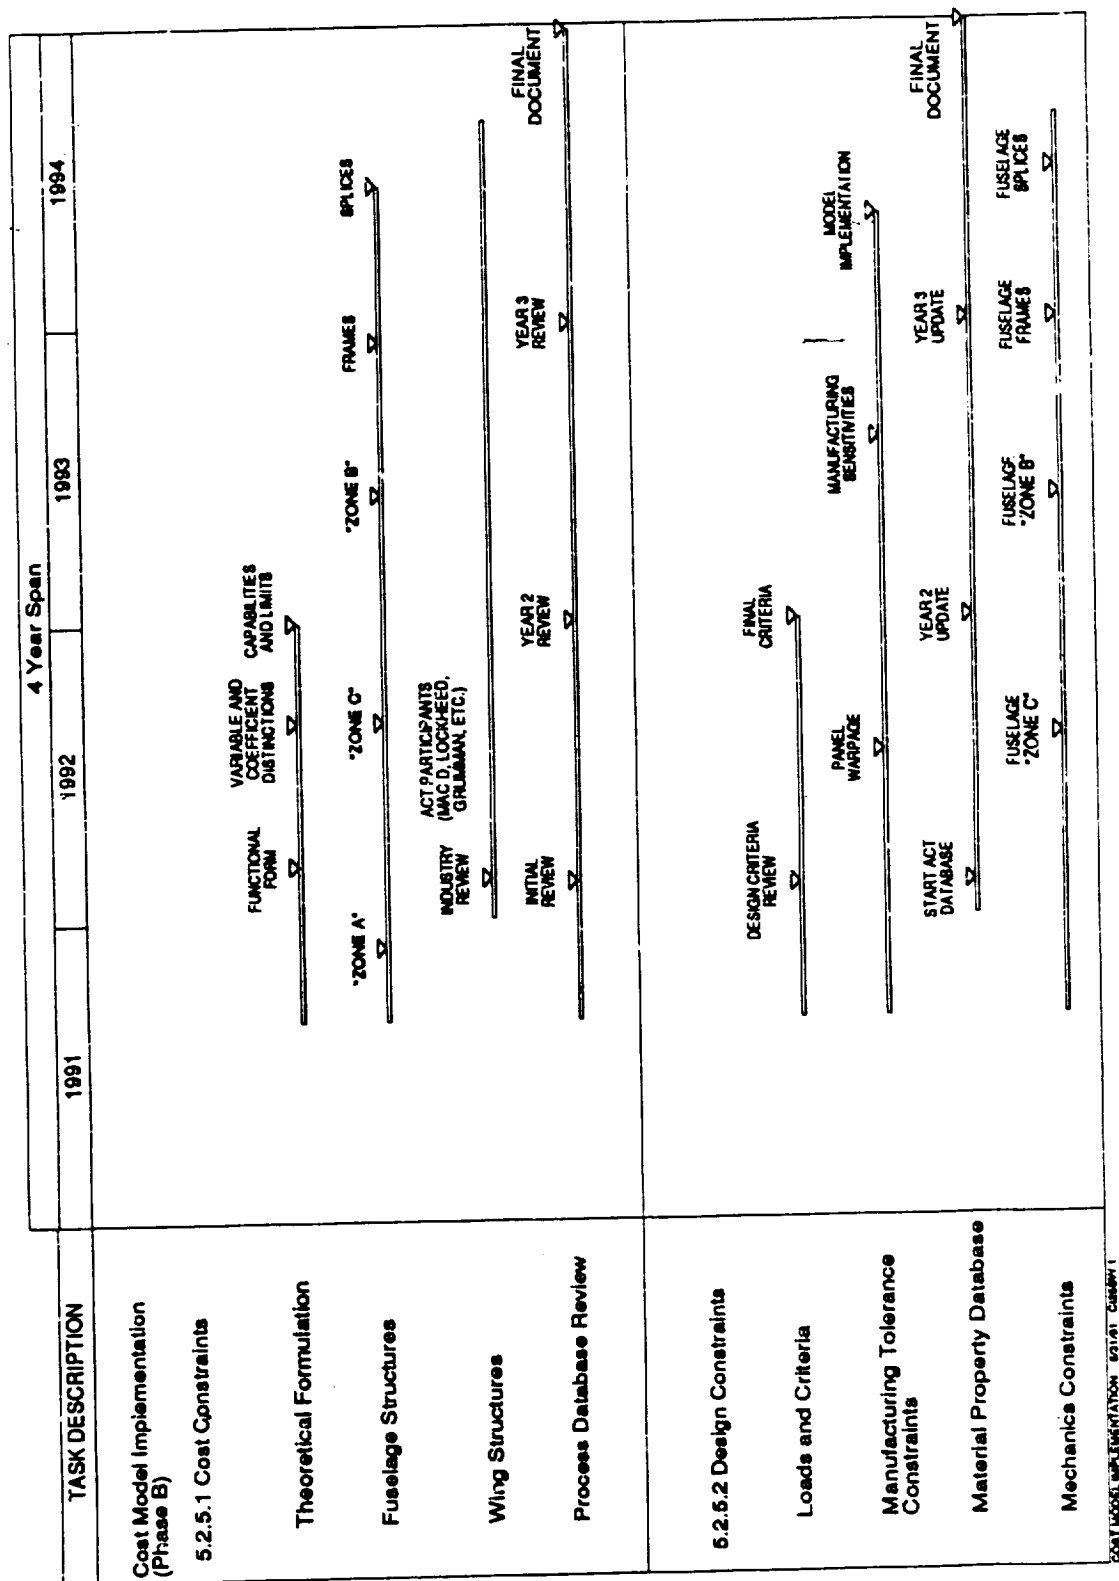 4 Year Span
TASK DESCRIPTION
1991
1992
1993
1994
Cost Model Implementation
(Phase B)
5.2.5.1 Cost Constraints
Theoretical Formulation
FUNCTIONAL
FORM
VARIABLE AND
COEFFICIENT
DISTINCTIONS
CAPABILITIES
AND LIMITS
Fuselage Structures
"ZONE A"
"ZONE C"
"ZONE B"
FRAMES
SPLICES
Wing Structures
INDUSTRY
REVIEW
ACT PARTICIPANTS
(MAC D, LOCKHEED,
GRUMMAN, ETC.)
Process Database Review
INITIAL
REVIEW
YEAR 2
REVIEW
YEAR 3
REVIEW
FINAL
DOCUMENT
5.2.5.2 Design Constraints
Loads and Criteria
DESIGN CRITERIA
REVIEW
FINAL
CRITERIA
Manufacturing Tolerance
Constraints
PANEL
WARPAGE
MANUFACTURING
SENSITIVITIES
MODEL
IMPLEMENTATION
Material Property Database
START ACT
DATABASE
YEAR 2
UPDATE
YEAR 3
UPDATE
FINAL
DOCUMENT
Mechanics Constraints
FUSELAGE
"ZONE C"
FUSELAGE
"ZONE B"
FUSELAGE
FRAMES
FUSELAGE
SPLICES
COST MODEL IMPLEMENTATION